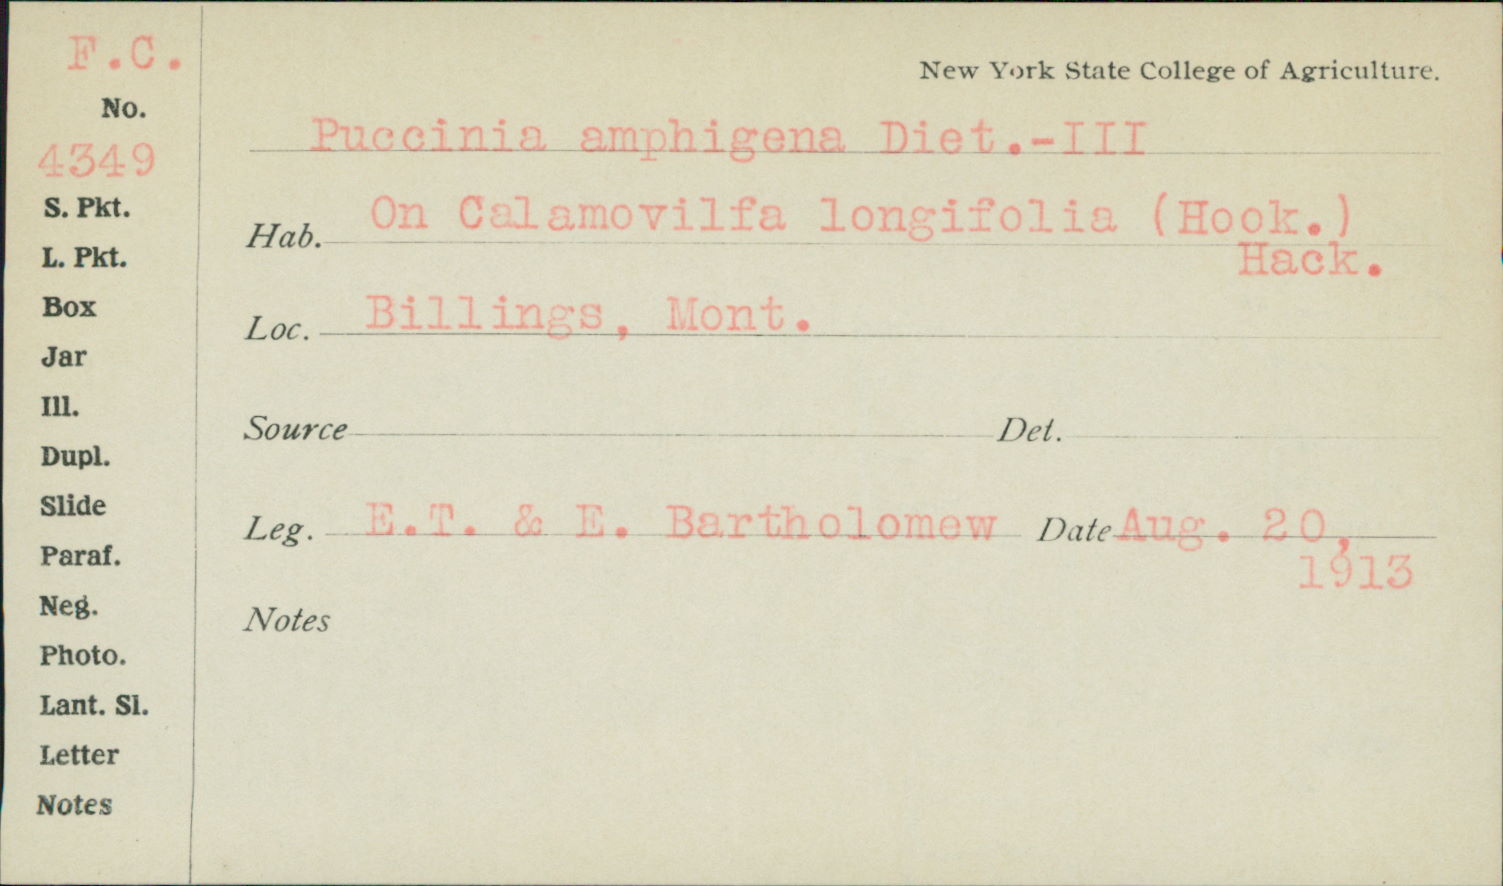 F.C.
No.
4349
S. Pkt.
L. Pkt.
Box
Jar
Ill.
Dupl.
Slide
Paraf.
Neg.
Photo.
Lant. Sl.
Letter
Notes
New York State College of Agriculture.
Puccinia amphigena Diet.-III
Hab. On Calamovilfa longifolia (Hook.)
Hack.
Loc. Billings, Mont.
Source Det.
Leg. E.T. & E. Bartholomew Date Aug. 20,
1913
Notes